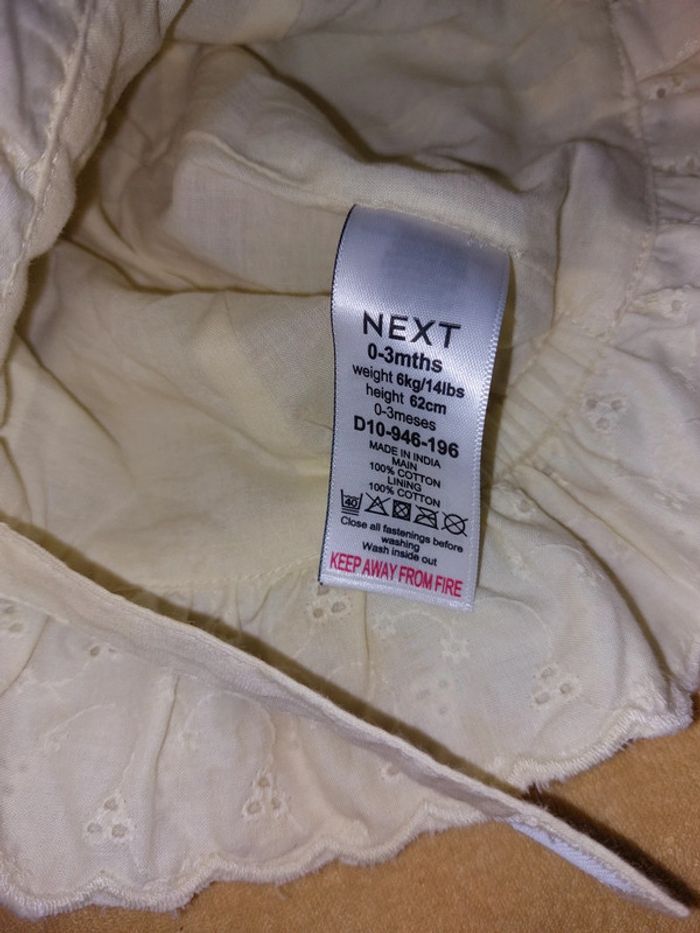 NEXT
0-3mths
weight 6kg/14lbs
height 62cm
0-3meses
D10-946-196
MADE IN INDIA
MAIN
100% COTTON
LINING
100% COTTON
40
Close all fastenings before
washing
Wash inside out
KEEP AWAY FROM FIRE